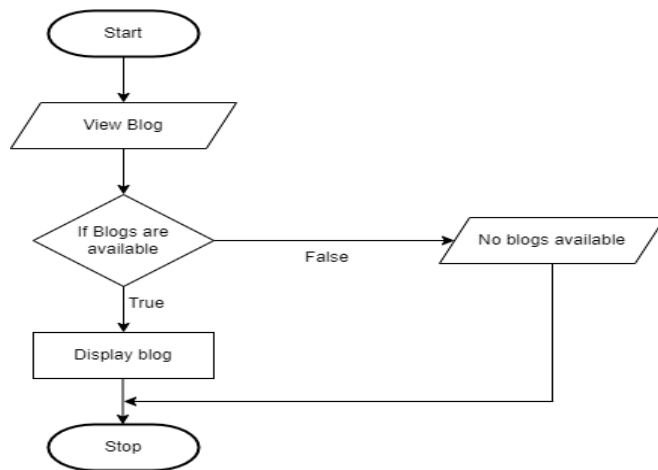 Start
View Blog
If Blogs are
available
False
No blogs available
True
Display blog
Stop